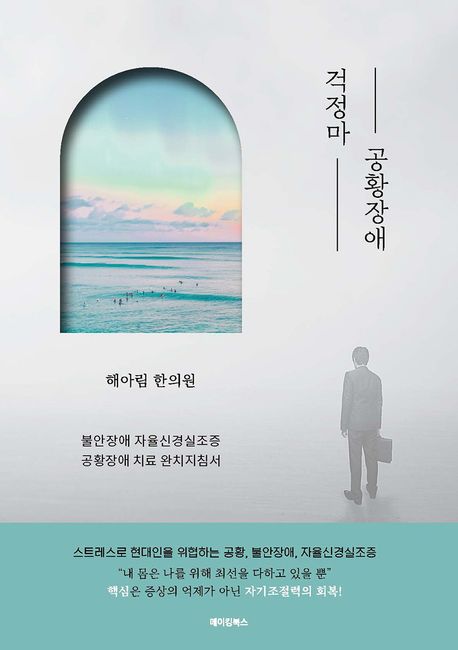 걱정마
공황장애
해아림 한의원
불안장애 자율신경실조증
공황장애 치료 완치지침서
스트레스로 현대인을 위협하는 공황, 불안장애, 자율신경실조증
“내 몸은 나를 위해 최선을 다하고 있을 뿐”
핵심은 증상의 억제가 아닌 자기조절력의 회복!
메이킹북스